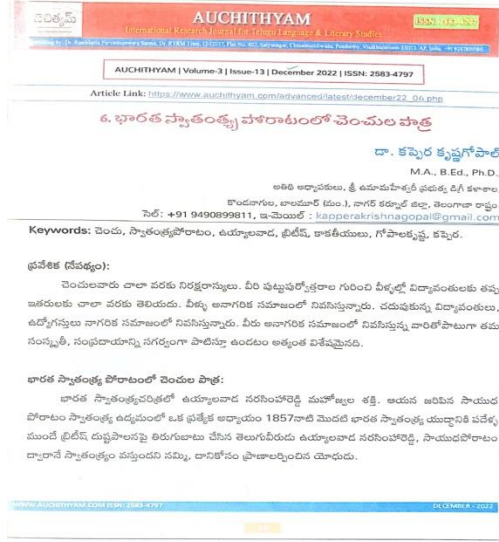 ఔచిత్యమ్
AUCHITHYAM
International Research Journal for Telugu Language & Literary Studies
AUCHITHYAM | Volume-3 | Issue-13 | December 2022 | ISSN: 2583-4797
Article Link: https://www.auchithyam.com/advanced/latest/december22_06.php
6. భారత స్వాతంత్ర్య పోరాటంలో చెంచుల పాత్ర
డా. కప్పెర కృష్ణగోపాల్
M.A., B.Ed., Ph.D.
అతిథి అధ్యాపకులు, శ్రీ ఉమామహేశ్వరీ ప్రభుత్వ డిగ్రీ కళాశాల,
కొండనాగుల, బాలమూర్ (మం.), నాగర్ కర్నూల్ జిల్లా, తెలంగాణా రాష్ట్రం.
సెల్: +91 9490899811, ఇ-మెయిల్ : kapperakrishnagopal@gmail.com
Keywords: చెంచు, స్వాతంత్ర్యపోరాటం, ఉయ్యాలవాడ, బ్రిటీష్, కాకతీయులు, గోపాలకృష్ణ, కప్పెర.
ప్రవేశిక (నేపథ్యం):
చెంచులవారు చాలా వరకు నిరక్షరాస్యులు. వీరి పుట్టుపూర్వోత్తరాల గురించి వీళ్ళల్లో విద్యావంతులకు తప్ప
ఇతరులకు చాలా వరకు తెలియదు. వీళ్ళు అనాగరిక సమాజంలో నివసిస్తున్నారు. చదువుకున్న విద్యావంతులు,
ఉద్యోగస్తులు నాగరిక సమాజంలో నివసిస్తున్నారు. వీరు అనాగరిక సమాజంలో నివసిస్తున్న వారితోపాటుగా తమ
సంస్కృతీ, సంప్రదాయాన్ని సగర్వంగా పాటిస్తూ ఉండటం అత్యంత విశేషమైనది.
భారత స్వాతంత్ర్య పోరాటంలో చెంచుల పాత్ర:
భారత స్వాతంత్ర్యచరిత్రలో ఉయ్యాలవాడ నరసింహారెడ్డి మహోజ్వల శక్తి. ఆయన జరిపిన సాయుధ
పోరాటం స్వాతంత్ర్య ఉద్యమంలో ఒక ప్రత్యేక అధ్యాయం 1857నాటి మొదటి భారత స్వాతంత్ర్య యుద్ధానికి పదేళ్ళ
ముందే బ్రిటీష్ దుష్టపాలనపై తిరుగుబాటు చేసిన తెలుగువీరుడు ఉయ్యాలవాడ నరసింహారెడ్డి, సాయుధపోరాటం
ద్వారానే స్వాతంత్ర్యం వస్తుందని నమ్మి, దానికోసం ప్రాణాలర్పించిన యోధుడు.
WWW.AUCHITHYAM.COM ISSN: 2583-4797
DECEMBER - 2022